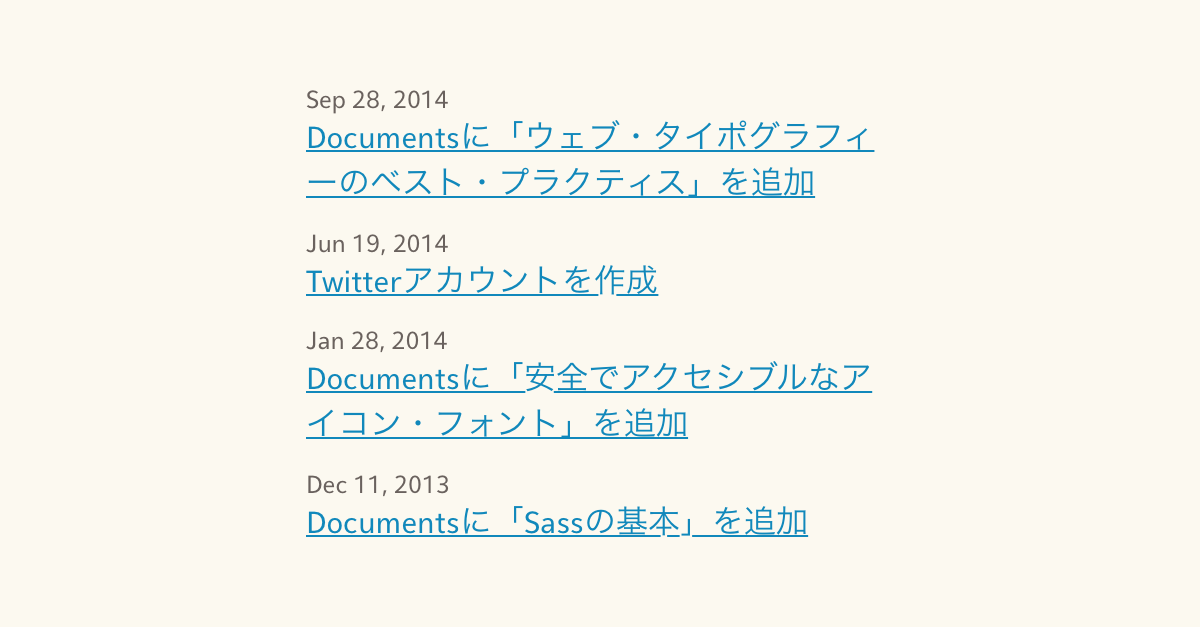 Sep 28, 2014
Documentsに「ウェブ・タイポグラフィ
ーのベスト・プラクティス」を追加
Jun 19, 2014
Twitterアカウントを作成
Jan 28, 2014
Documentsに「安全でアクセシブルなア
イコン・フォント」を追加
Dec 11, 2013
Documentsに「Sassの基本」を追加